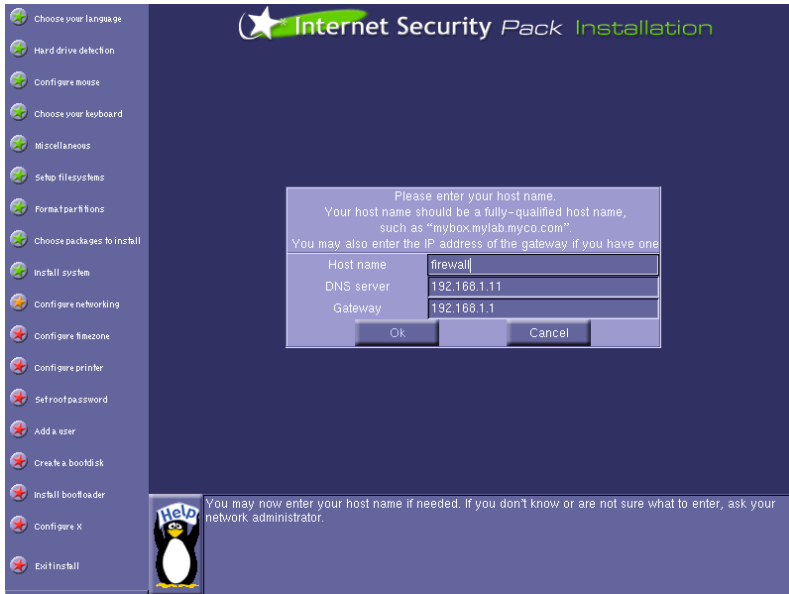 Internet Security Pack Installation
Choose your language
Hard drive detection
Configure mouse
Choose your keyboard
Miscellaneous
Setup filesystems
Format partitions
Choose packages to install
Install system
Configure networking
Configure timezone
Configure printer
Set root password
Add a user
Create a bootdisk
Install bootloader
Configure X
Exit install
Please enter your host name.
Your host name should be a fully-qualified host name,
such as “mybox.mylab.myco.com”.
You may also enter the IP address of the gateway if you have one
Host name firewall
DNS server 192.168.1.11
Gateway 192.168.1.1
Ok Cancel
Help
You may now enter your host name if needed. If you don't know or are not sure what to enter, ask your
network administrator.